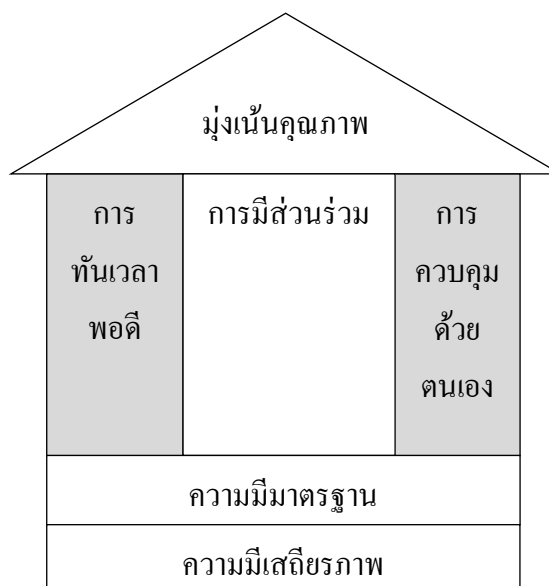 มุ่งเน้นคุณภาพ
การ
ทันเวลา
พอดี
การมีส่วนร่วม
การ
ควบคุม
ด้วย
ตนเอง
ความมีมาตรฐาน
ความมีเสถียรภาพ